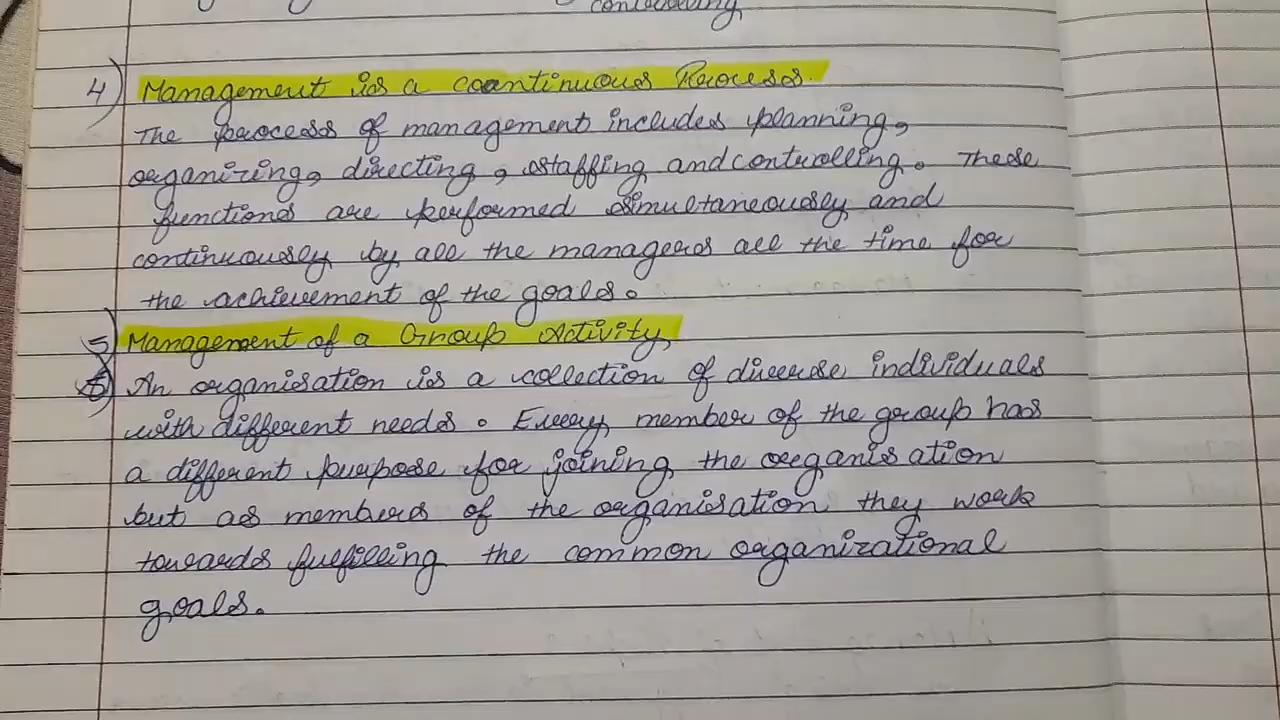 controlling
4) Management is a coontinuous Process.
The process of management includes planning,
organizing, directing, staffing and controlling. These
functions are performed simultaneously and
continuously by all the managers all the time for
the achievement of the goals.
5) Management of a Group Activity
An organisation is a collection of diverse individuals
with different needs. Every member of the group has
a different purpose for joining the organisation
but as members of the organisation they work
towards fulfilling the common organizational
goals.